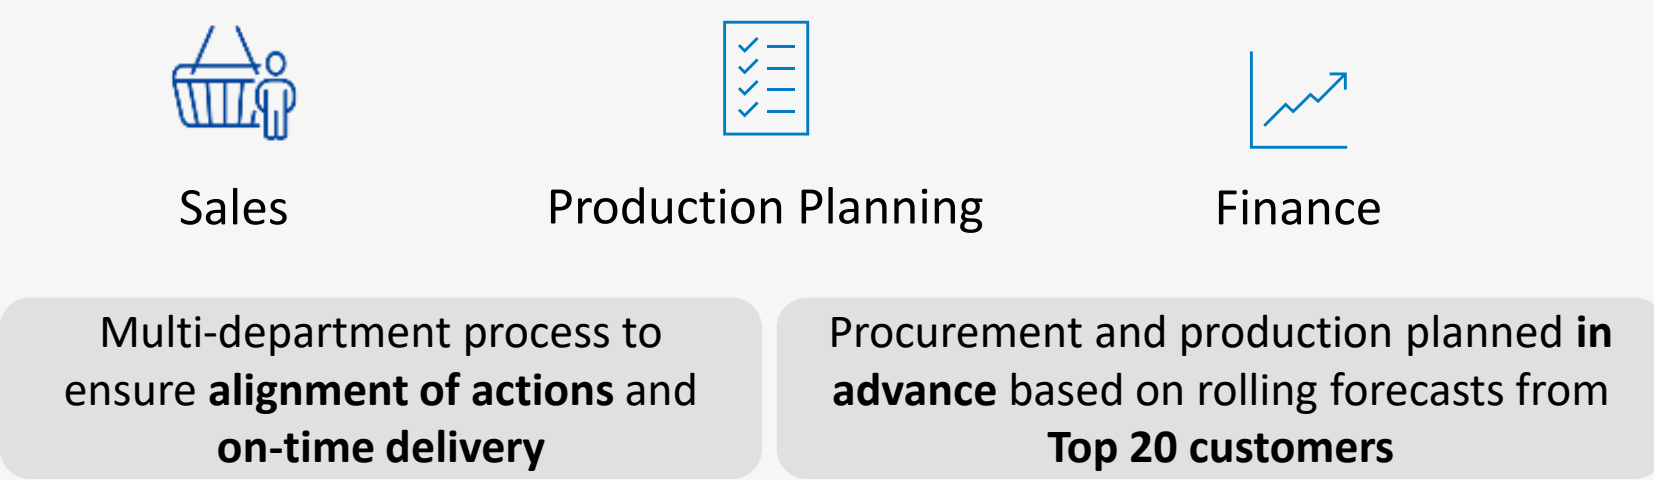 Sales
Production Planning
Finance
Multi-department process to
ensure alignment of actions and
on-time delivery
Procurement and production planned in
advance based on rolling forecasts from
Top 20 customers